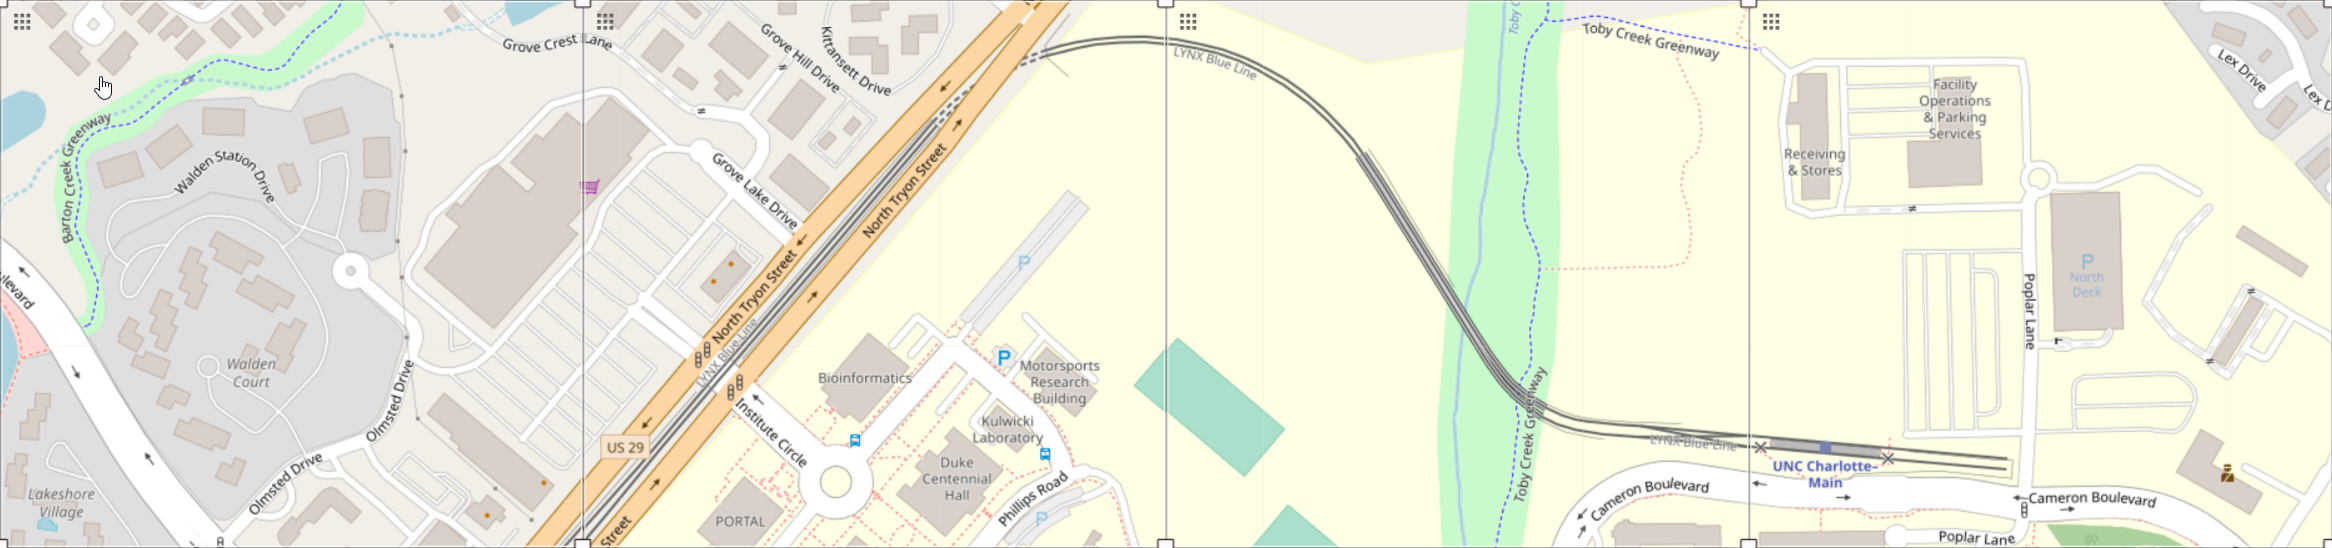 Grove Crest Lane
Grove Hill Drive
Kittansett Drive
LYNX Blue Line
Toby Creek Greenway
Lex Drive
Barton Creek Greenway
Walden Station Drive
Grove Lake Drive
North Tryon Street
Facility
Operations
& Parking
Services
Receiving
& Stores
North Tryon Street
LYNX Blue Line
P
P
North
Deck
Poplar Lane
Walden
Court
Olmsted Drive
Olmsted Drive
Bioinformatics
P
Motorsports
Research
Building
Kulwicki
Laboratory
Institute Circle
US 29
Duke
Centennial
Hall
Phillips Road
P
PORTAL
Street
Lakeshore
Village
Toby Creek Greenway
LYNX Blue Line
UNC Charlotte–
Main
Cameron Boulevard
Cameron Boulevard
Poplar Lane